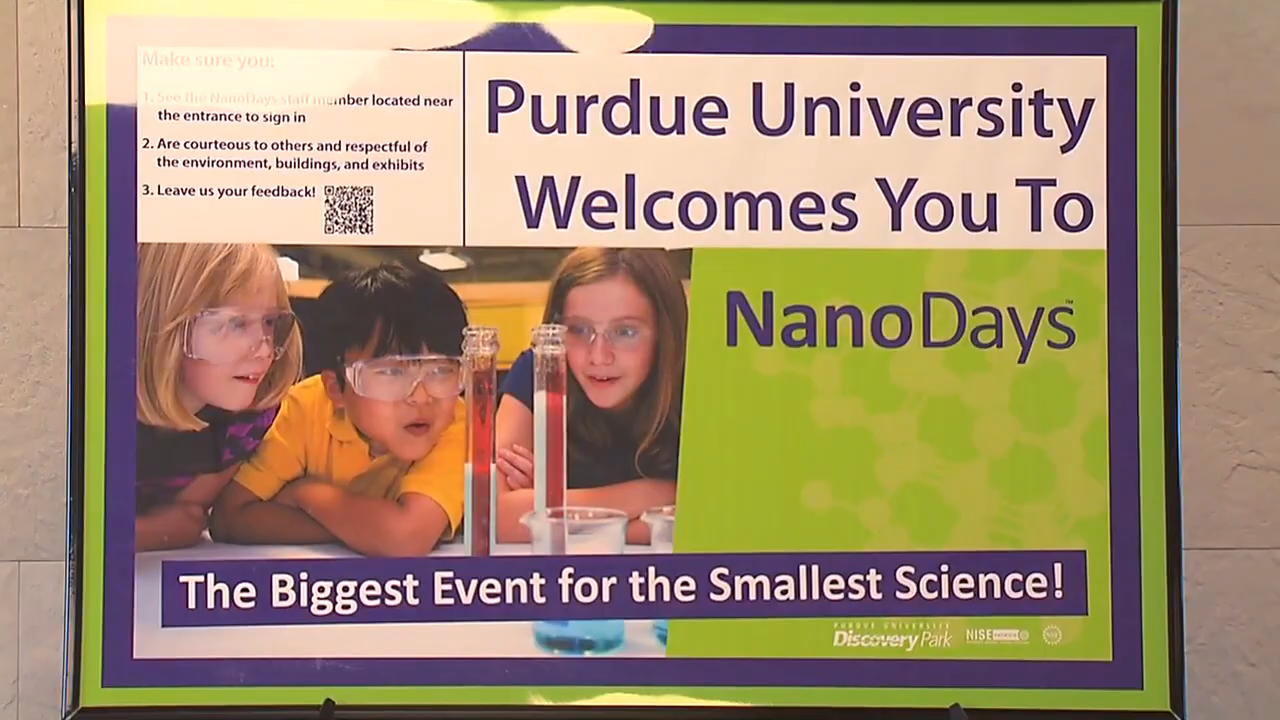 Make sure you:
1. See the NanoDays staff member located near
the entrance to sign in
2. Are courteous to others and respectful of
the environment, buildings, and exhibits
3. Leave us your feedback!
Purdue University
Welcomes You To
NanoDays™
The Biggest Event for the Smallest Science!
PURDUE UNIVERSITY
Discovery Park
NISE